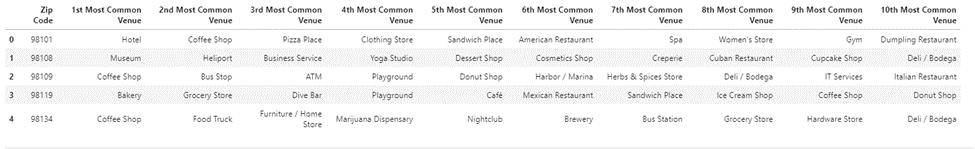 Zip Code 1st Most Common Venue 2nd Most Common Venue 3rd Most Common Venue 4th Most Common Venue 5th Most Common Venue 6th Most Common Venue 7th Most Common Venue 8th Most Common Venue 9th Most Common Venue 10th Most Common Venue
0 98101 Hotel Coffee Shop Pizza Place Clothing Store Sandwich Place American Restaurant Spa Women's Store Gym Dumpling Restaurant
1 98108 Museum Heliport Business Service Yoga Studio Dessert Shop Cosmetics Shop Creperie Cuban Restaurant Cupcake Shop Deli / Bodega
2 98109 Coffee Shop Bus Stop ATM Playground Donut Shop Harbor / Marina Herbs & Spices Store Deli / Bodega IT Services Italian Restaurant
3 98119 Bakery Grocery Store Dive Bar Playground Café Mexican Restaurant Sandwich Place Ice Cream Shop Coffee Shop Donut Shop
4 98134 Coffee Shop Food Truck Furniture / Home Store Marijuana Dispensary Nightclub Brewery Bus Station Grocery Store Hardware Store Deli / Bodega